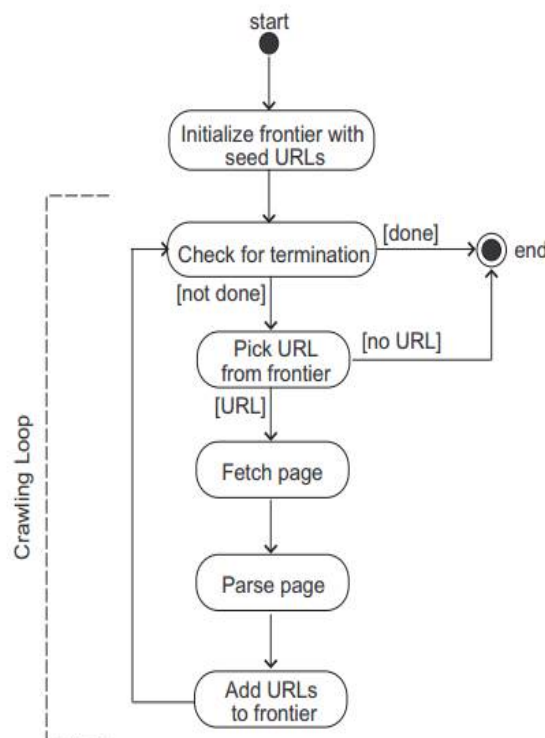 start
Initialize frontier with
seed URLs
Check for termination
[done]
end
[not done]
Pick URL
from frontier
[no URL]
[URL]
Fetch page
Parse page
Add URLs
to frontier
Crawling Loop